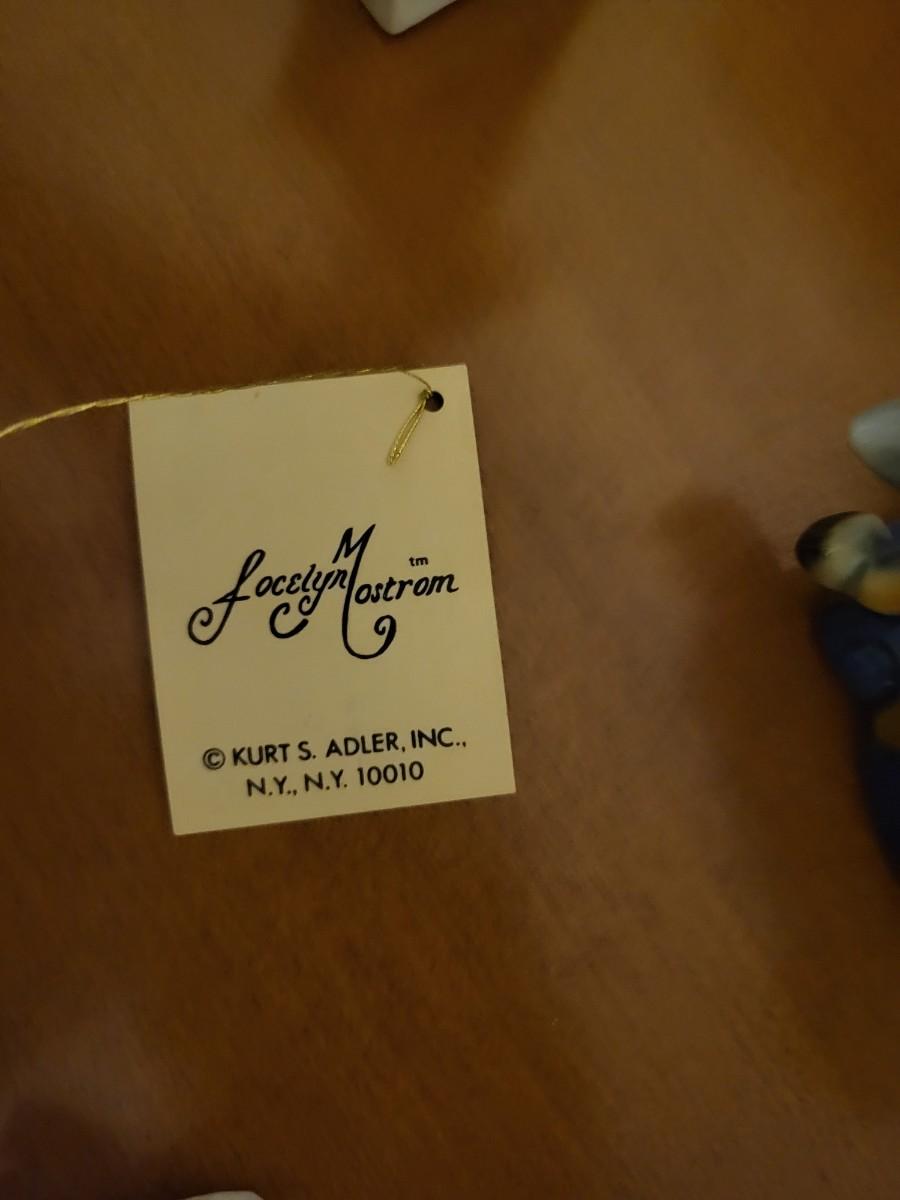 Jocelyn Mostrom™
© KURT S. ADLER, INC.,
N.Y., N.Y. 10010